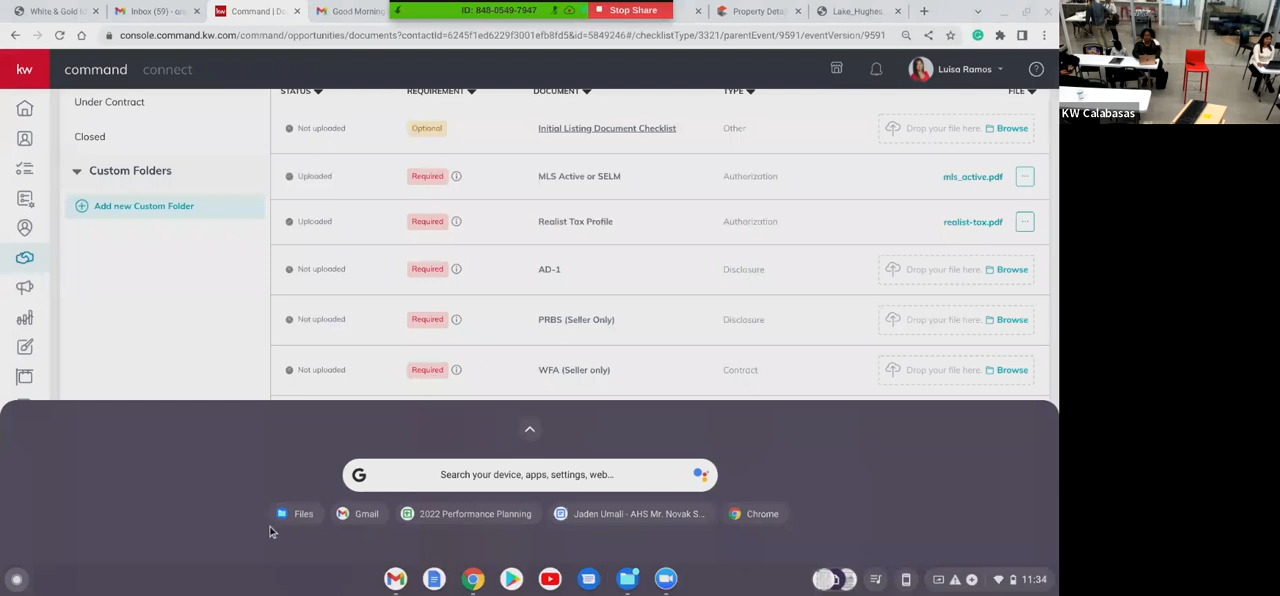 White & Gold M
Inbox (59) - on
Command | Do
Good Morning
ID: 848-0549-7947
Stop Share
Property Deta
Lake_Hughes
console.command.kw.com/command/opportunities/documents?contactId=6245f1ed6229f3001efb8fd5&id=5849246#/checklistType/3321/parentEvent/9591/eventVersion/9591
kw
command
connect
Luisa Ramos
KW Calabasas
Under Contract
Closed
Custom Folders
Add new Custom Folder
STATUS REQUIREMENT DOCUMENT TYPE FILE
Not uploaded Optional Initial Listing Document Checklist Other Drop your file here. Browse
Uploaded Required MLS Active or SELM Authorization mls_active.pdf
Uploaded Required Realist Tax Profile Authorization realist-tax.pdf
Not uploaded Required AD-1 Disclosure Drop your file here. Browse
Not uploaded Required PRBS (Seller Only) Disclosure Drop your file here. Browse
Not uploaded Required WFA (Seller only) Contract Drop your file here. Browse
Search your device, apps, settings, web...
Files
Gmail
2022 Performance Planning
Jaden Umali - AHS Mr. Novak S...
Chrome
11:34